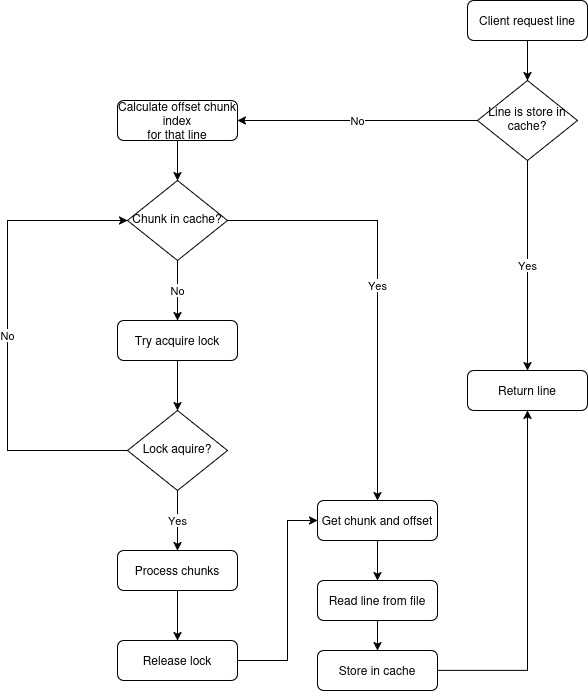 Client request line
Line is store in
cache?
No
Calculate offset chunk
index
for that line
Chunk in cache?
No
Yes
Yes
No
Try acquire lock
Return line
Lock aquire?
Yes
Get chunk and offset
Process chunks
Read line from file
Release lock
Store in cache